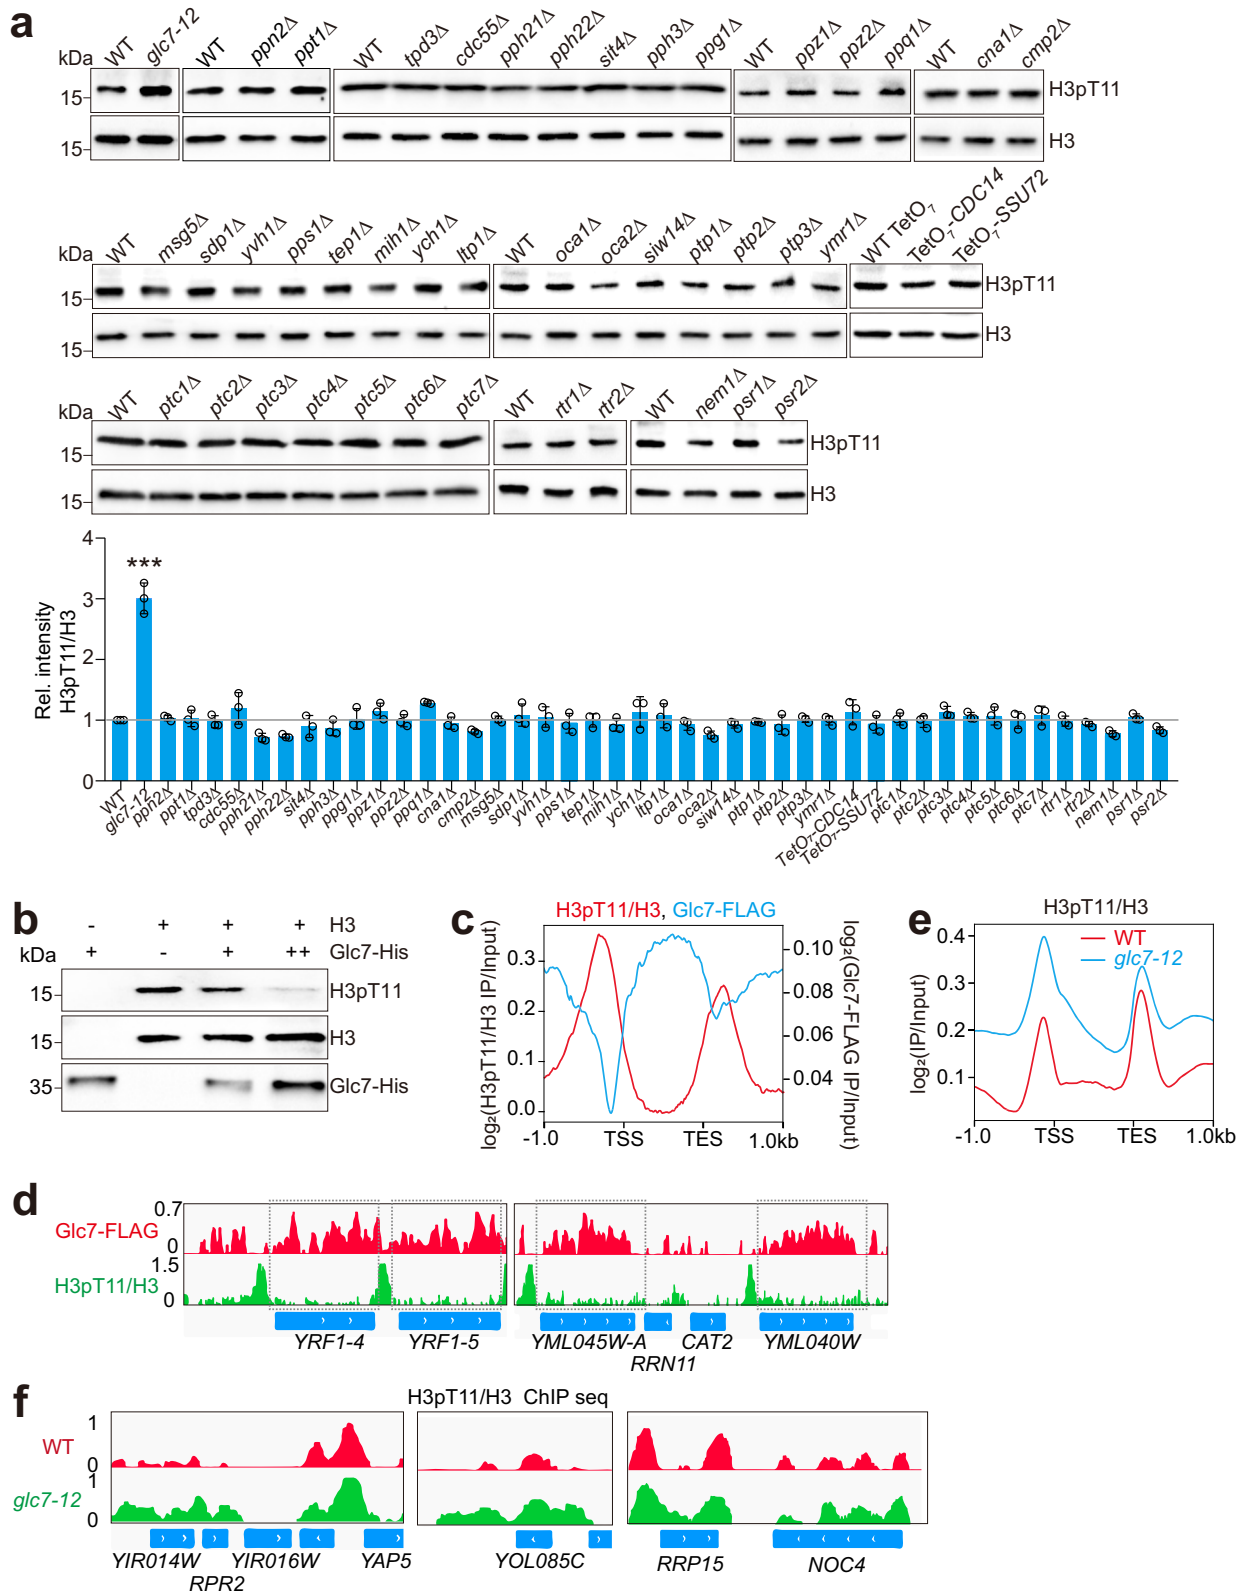 a
kDa WT glc7-12 WT ppn2Δ ppt1Δ WT tpd3Δ cdc55Δ pph21Δ pph22Δ sit4Δ pph3Δ ppg1Δ WT ppz1Δ ppz2Δ ppq1Δ WT cna1Δ cmp2Δ
15 H3pT11
15 H3
kDa WT msg5Δ sdp1Δ yvh1Δ pps1Δ tep1Δ mih1Δ ych1Δ ltp1Δ WT oca1Δ oca2Δ siw14Δ ptp1Δ ptp2Δ ptp3Δ ymr1Δ WT TetO₇ TetO₇-CDC14 TetO₇-SSU72
15 H3pT11
15 H3
kDa WT ptc1Δ ptc2Δ ptc3Δ ptc4Δ ptc5Δ ptc6Δ ptc7Δ WT rtr1Δ rtr2Δ WT nem1Δ psr1Δ psr2Δ
15 H3pT11
15 H3
Rel. intensity
H3pT11/H3
4
3
2
1
0
***
WT glc7-12 ppn2Δ ppt1Δ tpd3Δ cdc55Δ pph21Δ pph22Δ sit4Δ pph3Δ ppg1Δ ppz1Δ ppz2Δ ppq1Δ cna1Δ cmp2Δ msg5Δ sdp1Δ yvh1Δ pps1Δ tep1Δ mih1Δ ych1Δ ltp1Δ oca1Δ oca2Δ siw14Δ ptp1Δ ptp2Δ ptp3Δ ymr1Δ TetO₇-CDC14 TetO₇-SSU72 ptc1Δ ptc2Δ ptc3Δ ptc4Δ ptc5Δ ptc6Δ ptc7Δ rtr1Δ rtr2Δ nem1Δ psr1Δ psr2Δ
b
- + + + H3
kDa + - + ++ Glc7-His
15 H3pT11
15 H3
35 Glc7-His
c
H3pT11/H3, Glc7-FLAG
log₂(H3pT11/H3 IP/Input)
0.3
0.2
0.1
0.0
log₂(Glc7-FLAG IP/Input)
0.10
0.08
0.06
0.04
-1.0 TSS TES 1.0kb
e
H3pT11/H3
WT
glc7-12
log₂(IP/Input)
0.4
0.3
0.2
0.1
-1.0 TSS TES 1.0kb
d
Glc7-FLAG 0.7
0
H3pT11/H3 1.5
0
YRF1-4 YRF1-5 YML045W-A CAT2 YML040W
RRN11
f
H3pT11/H3 ChIP seq
WT 1
0
glc7-12 1
0
YIR014W YIR016W YAP5 YOL085C RRP15 NOC4
RPR2